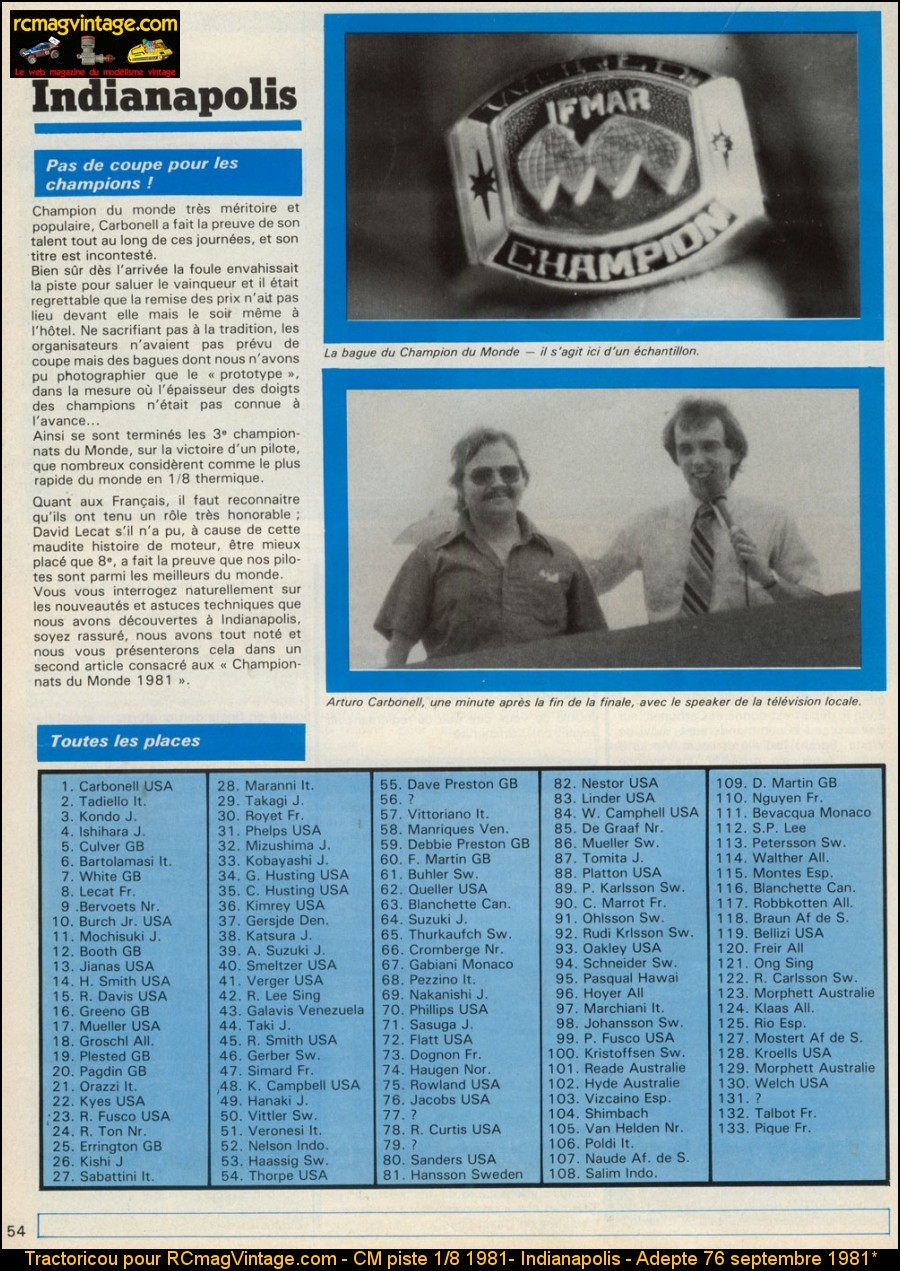 rcmagvintage.com
Le web magazine du modélisme vintage
Indianapolis
Pas de coupe pour les
champions !
Champion du monde très méritoire et
populaire, Carbonell a fait la preuve de son
talent tout au long de ces journées, et son
titre est incontesté.
Bien sûr dès l'arrivée la foule envahissait
la piste pour saluer le vainqueur et il était
regrettable que la remise des prix n'ait pas
lieu devant elle mais le soir même à
l'hôtel. Ne sacrifiant pas à la tradition, les
organisateurs n'avaient pas prévu de
coupe mais des bagues dont nous n'avons
pu photographier que le « prototype »,
dans la mesure où l'épaisseur des doigts
des champions n'était pas connue à
l'avance...
Ainsi se sont terminés les 3e champion-
nats du Monde, sur la victoire d'un pilote,
que nombreux considèrent comme le plus
rapide du monde en 1/8 thermique.
Quant aux Français, il faut reconnaitre
qu'ils ont tenu un rôle très honorable ;
David Lecat s'il n'a pu, à cause de cette
maudite histoire de moteur, être mieux
placé que 8e, a fait la preuve que nos pilo-
tes sont parmi les meilleurs du monde.
Vous vous interrogez naturellement sur
les nouveautés et astuces techniques que
nous avons découvertes à Indianapolis,
soyez rassuré, nous avons tout noté et
nous vous présenterons cela dans un
second article consacré aux « Champion-
nats du Monde 1981 ».
WORLD
IFMAR
CHAMPION
La bague du Champion du Monde — il s'agit ici d'un échantillon.
Arturo Carbonell, une minute après la fin de la finale, avec le speaker de la télévision locale.
Toutes les places
1. Carbonell USA
2. Tadiello It.
3. Kondo J.
4. Ishihara J.
5. Culver GB
6. Bartolamasi It.
7. White GB
8. Lecat Fr.
9 .Bervoets Nr.
10. Burch Jr. USA
11. Mochisuki J.
12. Booth GB
13. Jianas USA
14. H. Smith USA
15. R. Davis USA
16. Greeno GB
17. Mueller USA
18. Groschl All.
19. Plested GB
20. Pagdin GB
21. Orazzi It.
22. Kyes USA
23. R. Fusco USA
24. R. Ton Nr.
25. Errington GB
26. Kishi J
27. Sabattini It.
28. Maranni It.
29. Takagi J.
30. Royet Fr.
31. Phelps USA
32. Mizushima J.
33. Kobayashi J.
34. G. Husting USA
35. C. Husting USA
36. Kimrey USA
37. Gersjde Den.
38. Katsura J.
39. A. Suzuki J.
40. Smeltzer USA
41. Verger USA
42. R. Lee Sing
43. Galavis Venezuela
44. Taki J.
45. R. Smith USA
46. Gerber Sw.
47. Simard Fr.
48. K. Campbell USA
49. Hanaki J.
50. Vittler Sw.
51. Veronesi It.
52. Nelson Indo.
53. Haassig Sw.
54. Thorpe USA
55. Dave Preston GB
56. ?
57. Vittoriano It.
58. Manriques Ven.
59. Debbie Preston GB
60. F. Martin GB
61. Buhler Sw.
62. Queller USA
63. Blanchette Can.
64. Suzuki J.
65. Thurkaufch Sw.
66. Cromberge Nr.
67. Gabiani Monaco
68. Pezzino It.
69. Nakanishi J.
70. Phillips USA
71. Sasuga J.
72. Flatt USA
73. Dognon Fr.
74. Haugen Nor.
75. Rowland USA
76. Jacobs USA
77. ?
78. R. Curtis USA
79. ?
80. Sanders USA
81. Hansson Sweden
82. Nestor USA
83. Linder USA
84. W. Camphell USA
85. De Graaf Nr.
86. Mueller Sw.
87. Tomita J.
88. Platton USA
89. P. Karlsson Sw.
90. C. Marrot Fr.
91. Ohlsson Sw.
92. Rudi Krlsson Sw.
93. Oakley USA
94. Schneider Sw.
95. Pasqual Hawai
96. Hoyer All
97. Marchiani It.
98. Johansson Sw.
99. P. Fusco USA
100. Kristoffsen Sw.
101. Reade Australie
102. Hyde Australie
103. Vizcaino Esp.
104. Shimbach
105. Van Helden Nr.
106. Poldi It.
107. Naude Af. de S.
108. Salim Indo.
109. D. Martin GB
110. Nguyen Fr.
111. Bevacqua Monaco
112. S.P. Lee
113. Petersson Sw.
114. Walther All.
115. Montes Esp.
116. Blanchette Can.
117. Robbkotten All.
118. Braun Af de S.
119. Bellizi USA
120. Freir All
121. Ong Sing
122. R. Carlsson Sw.
123. Morphett Australie
124. Klaas All.
125. Rio Esp.
127. Mostert Af de S.
128. Kroells USA
129. Morphett Australie
130. Welch USA
131. ?
132. Talbot Fr.
133. Pique Fr.
54
Tractoricou pour RCmagVintage.com - CM piste 1/8 1981- Indianapolis - Adepte 76 septembre 1981*